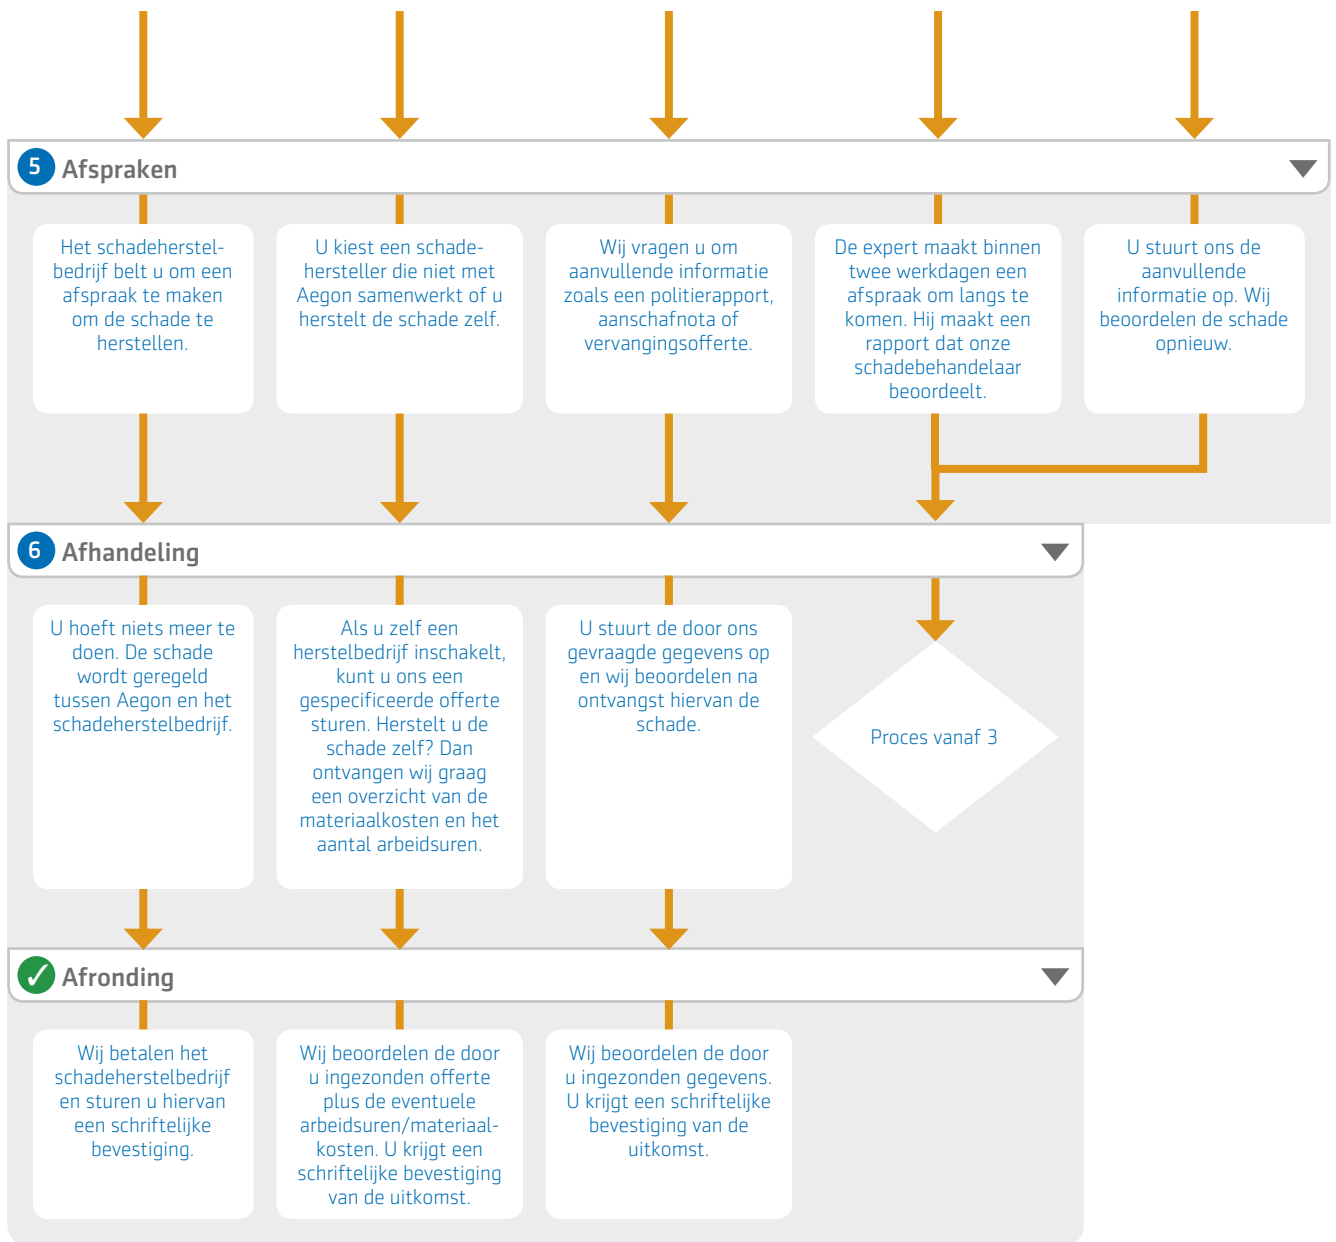 5 Afspraken
Het schadeherstel-
bedrijf belt u om een
afspraak te maken
om de schade te
herstellen.
U kiest een schade-
hersteller die niet met
Aegon samenwerkt of u
herstelt de schade zelf.
Wij vragen u om
aanvullende informatie
zoals een politierapport,
aanschafnota of
vervangingsofferte.
De expert maakt binnen
twee werkdagen een
afspraak om langs te
komen. Hij maakt een
rapport dat onze
schadebehandelaar
beoordeelt.
U stuurt ons de
aanvullende
informatie op. Wij
beoordelen de schade
opnieuw.
6 Afhandeling
U hoeft niets meer te
doen. De schade
wordt geregeld
tussen Aegon en het
schadeherstelbedrijf.
Als u zelf een
herstelbedrijf inschakelt,
kunt u ons een
gespecificeerde offerte
sturen. Herstelt u de
schade zelf? Dan
ontvangen wij graag
een overzicht van de
materiaalkosten en het
aantal arbeidsuren.
U stuurt de door ons
gevraagde gegevens op
en wij beoordelen na
ontvangst hiervan de
schade.
Proces vanaf 3
✓ Afronding
Wij betalen het
schadeherstelbedrijf
en sturen u hiervan
een schriftelijke
bevestiging.
Wij beoordelen de door
u ingezonden offerte
plus de eventuele
arbeidsuren/materiaal-
kosten. U krijgt een
schriftelijke bevestiging
van de uitkomst.
Wij beoordelen de door
u ingezonden gegevens.
U krijgt een schriftelijke
bevestiging van de
uitkomst.